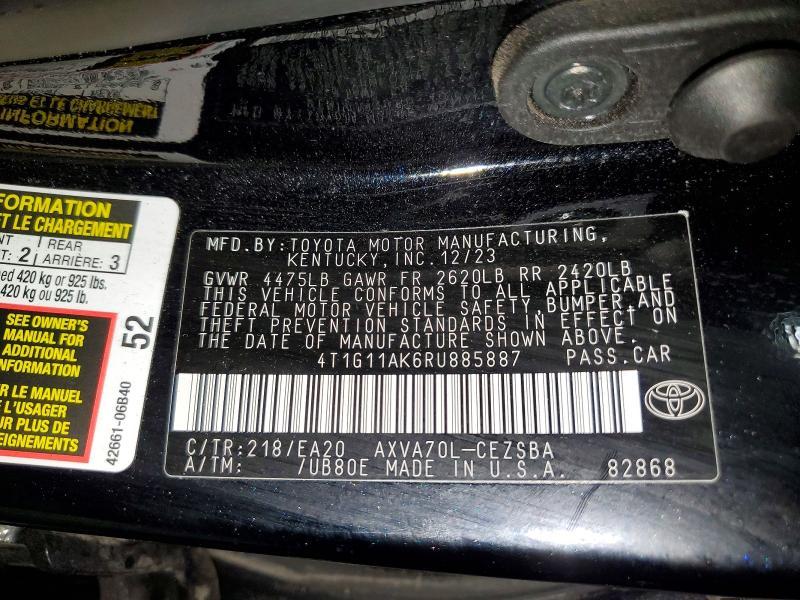 FORMATION
ET LE CHARGEMENT
REAR
2 ARRIÈRE: 3
420 kg or 925 lbs.
420 kg ou 925 lb.
SEE OWNER'S
MANUAL FOR
ADDITIONAL
INFORMATION
LE MANUEL
L'USAGER
PLUS DE
52
42661-06B40
MFD.BY:TOYOTA MOTOR MANUFACTURING,
KENTUCKY,INC.12/23
GVWR 4475LB GAWR FR 2620LB RR 2420LB
THIS VEHICLE CONFORMS TO ALL APPLICABLE
FEDERAL MOTOR VEHICLE SAFETY,BUMPER,AND
THEFT PREVENTION STANDARDS IN EFFECT ON
THE DATE OF MANUFACTURE SHOWN ABOVE.
4T1G11AK6RU885887 PASS.CAR
C/TR:218/EA20 AXVA70L-CEZSBA
A/TM: /UB80E MADE IN U.S.A. 82868